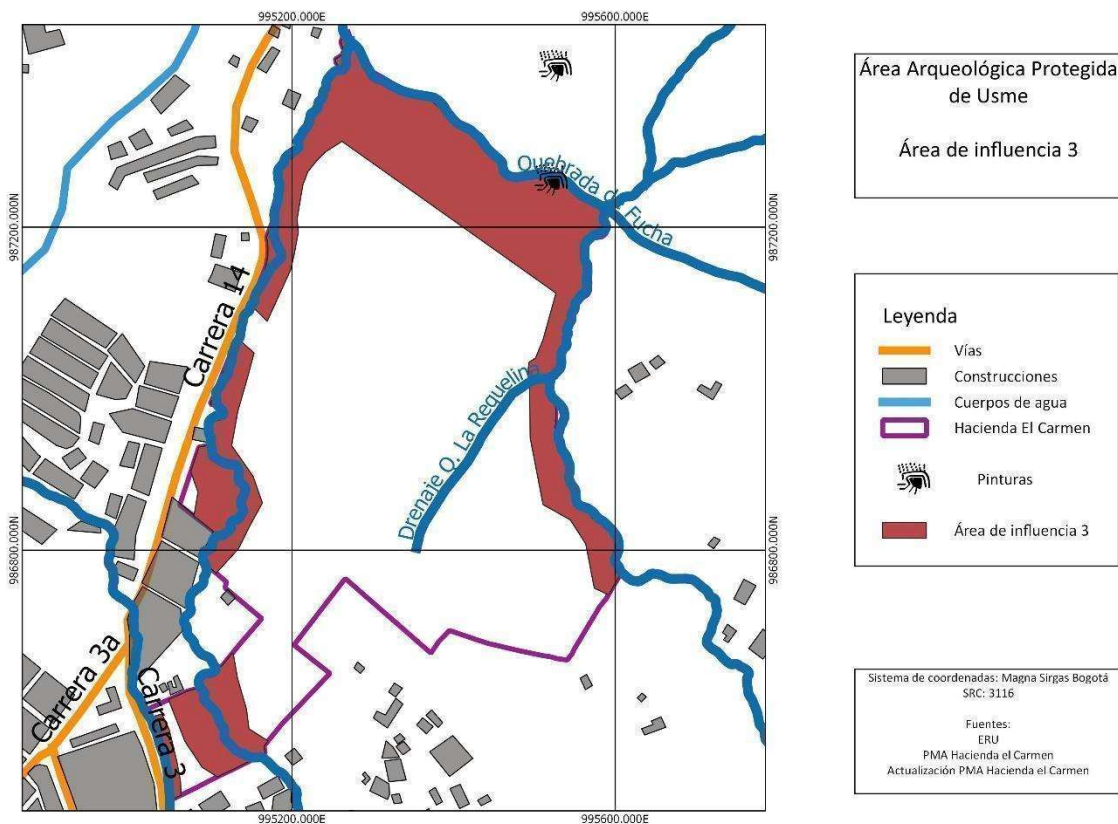 995200.000E
995600.000E
987200.000N
987200.000N
986800.000N
986800.000N
Quebrada de Fucha
Carrera 14
Drenaje Q. La Requelina
Carrera 3a
Carrera 3
995200.000E
995600.000E
Área Arqueológica Protegida
de Usme
Área de influencia 3
Leyenda
Vías
Construcciones
Cuerpos de agua
Hacienda El Carmen
Pinturas
Área de influencia 3
Sistema de coordenadas: Magna Sirgas Bogotá
SRC: 3116
Fuentes:
ERU
PMA Hacienda el Carmen
Actualización PMA Hacienda el Carmen